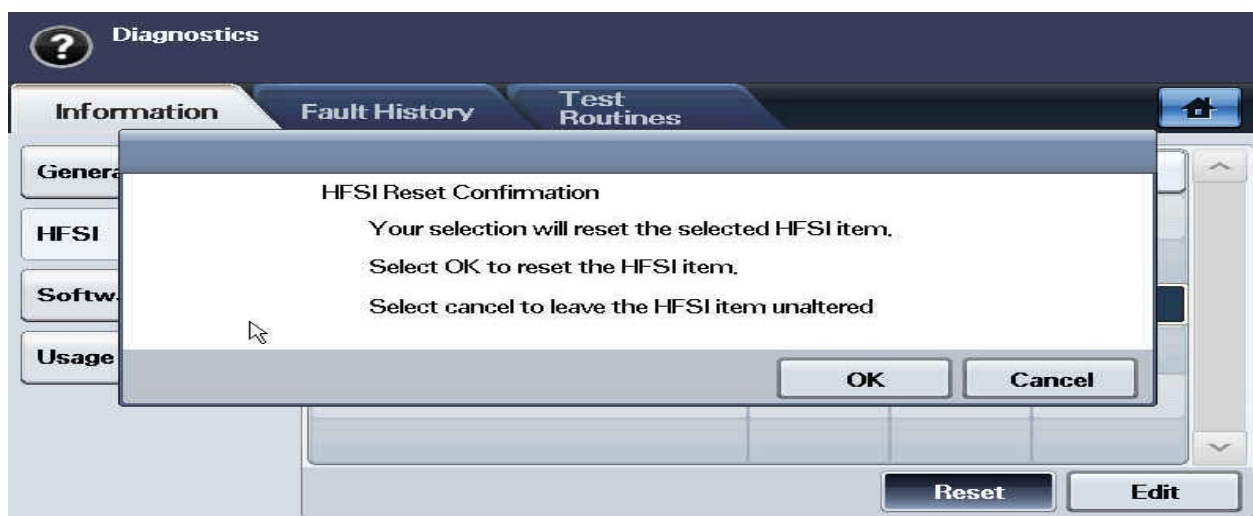 Diagnostics
Information
Fault History
Test
Routines
Genera
HFSI
Softw.
Usage
HFSI Reset Confirmation
Your selection will reset the selected HFSI item.
Select OK to reset the HFSI item.
Select cancel to leave the HFSI item unaltered
OK
Cancel
Reset
Edit